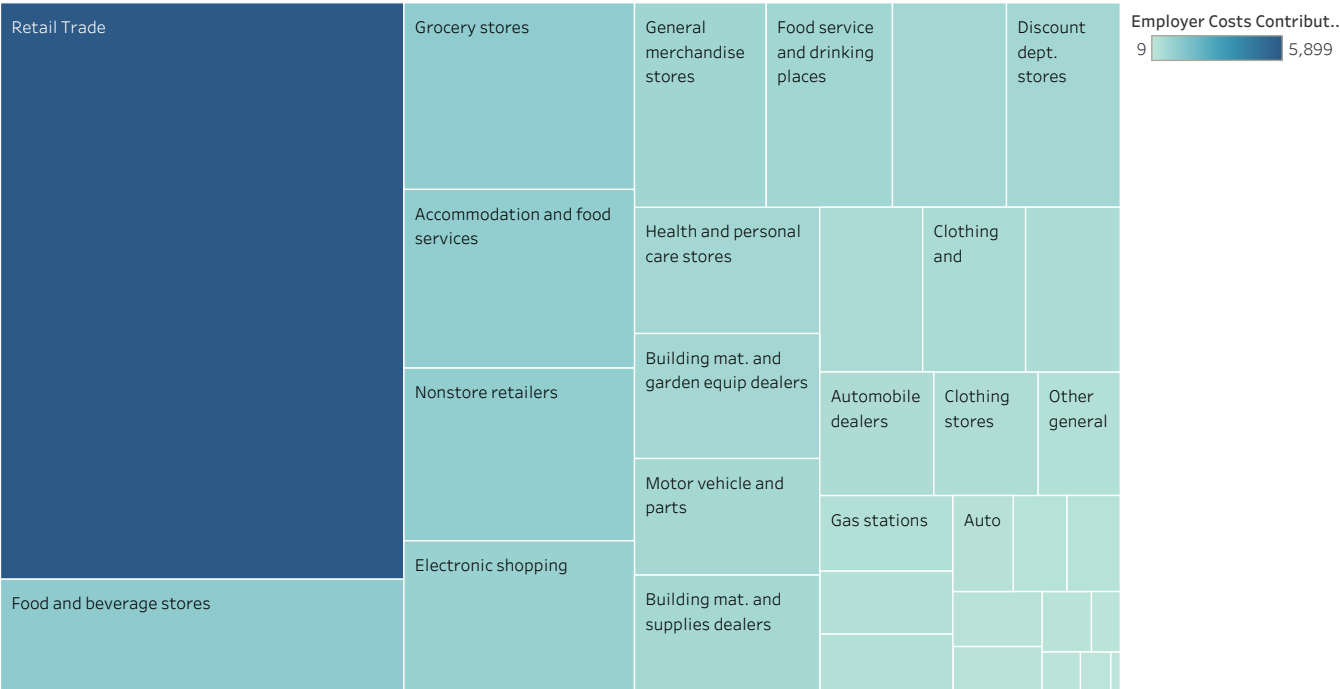 Retail Trade
Food and beverage stores
Grocery stores
Accommodation and food
services
Nonstore retailers
Electronic shopping
General
merchandise
stores
Food service
and drinking
places
Discount
dept.
stores
Health and personal
care stores
Building mat. and
garden equip dealers
Motor vehicle and
parts
Building mat. and
supplies dealers
Clothing
and
Automobile
dealers
Clothing
stores
Other
general
Gas stations
Auto
Employer Costs Contribut..
9
5,899